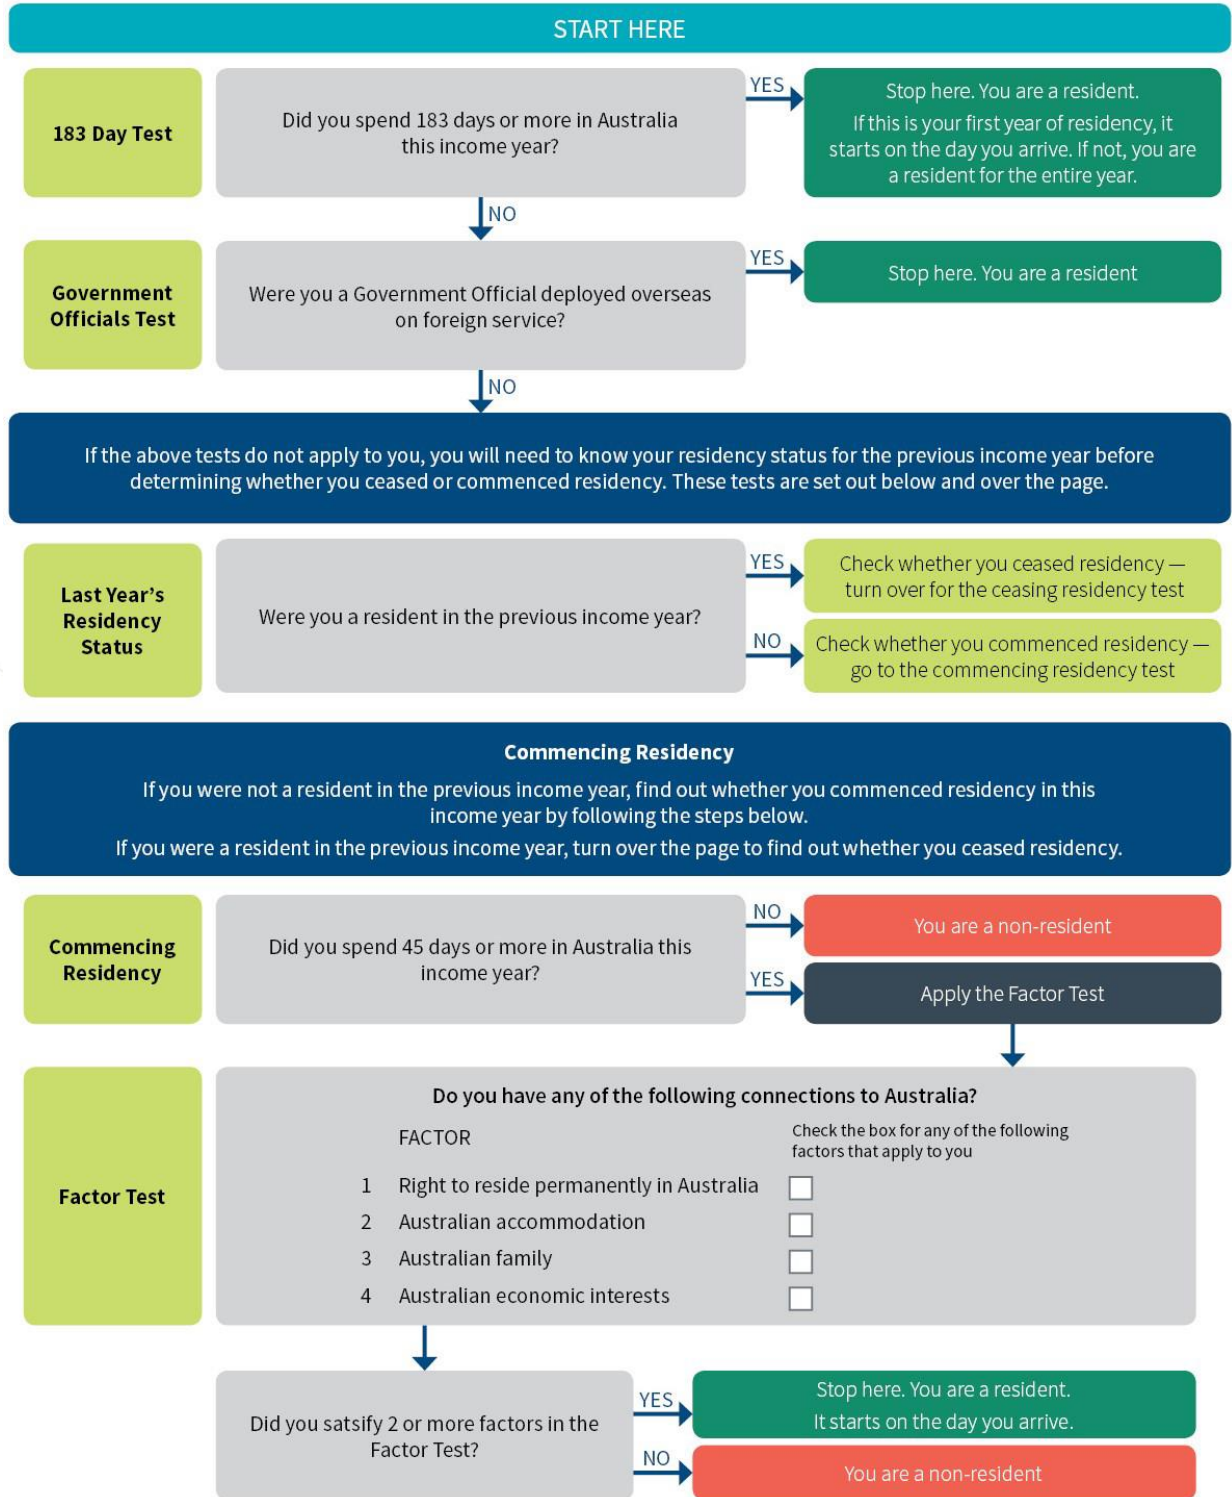 START HERE
183 Day Test
Did you spend 183 days or more in Australia
this income year?
YES
Stop here. You are a resident.
If this is your first year of residency, it
starts on the day you arrive. If not, you are
a resident for the entire year.
NO
Government
Officials Test
Were you a Government Official deployed overseas
on foreign service?
YES
Stop here. You are a resident
NO
If the above tests do not apply to you, you will need to know your residency status for the previous income year before
determining whether you ceased or commenced residency. These tests are set out below and over the page.
Last Year's
Residency
Status
Were you a resident in the previous income year?
YES
Check whether you ceased residency —
turn over for the ceasing residency test
NO
Check whether you commenced residency —
go to the commencing residency test
Commencing Residency
If you were not a resident in the previous income year, find out whether you commenced residency in this
income year by following the steps below.
If you were a resident in the previous income year, turn over the page to find out whether you ceased residency.
Commencing
Residency
Did you spend 45 days or more in Australia this
income year?
NO
You are a non-resident
YES
Apply the Factor Test
Factor Test
Do you have any of the following connections to Australia?
FACTOR
Check the box for any of the following
factors that apply to you
1 Right to reside permanently in Australia
2 Australian accommodation
3 Australian family
4 Australian economic interests
Did you satsify 2 or more factors in the
Factor Test?
YES
Stop here. You are a resident.
It starts on the day you arrive.
NO
You are a non-resident